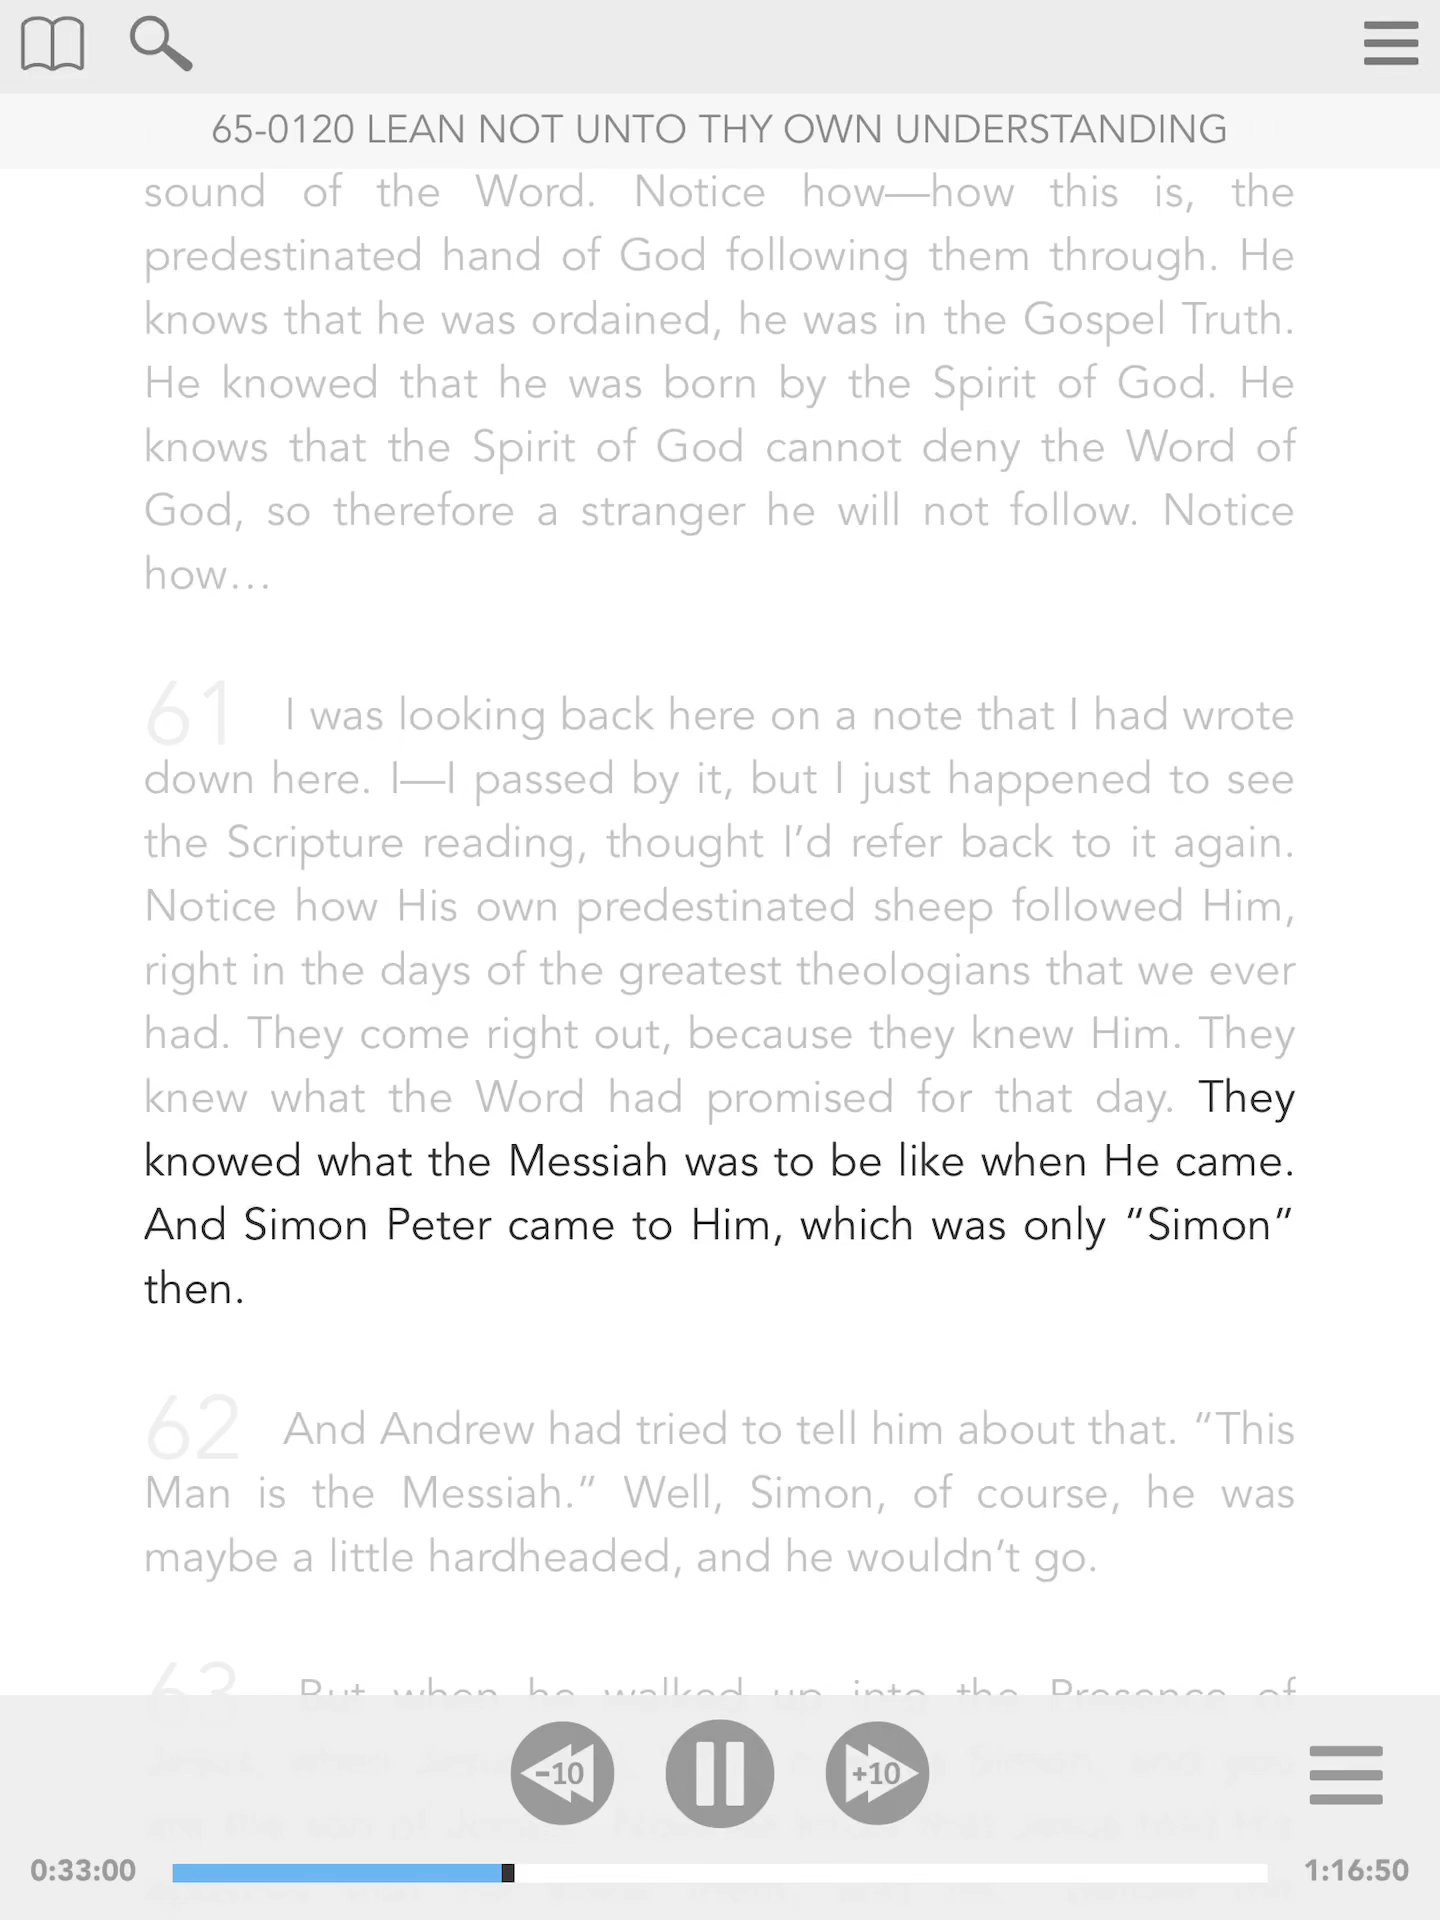 65-0120 LEAN NOT UNTO THY OWN UNDERSTANDING
sound of the Word. Notice how—how this is, the
predestinated hand of God following them through. He
knows that he was ordained, he was in the Gospel Truth.
He knowed that he was born by the Spirit of God. He
knows that the Spirit of God cannot deny the Word of
God, so therefore a stranger he will not follow. Notice
how…
61 I was looking back here on a note that I had wrote
down here. I—I passed by it, but I just happened to see
the Scripture reading, thought I’d refer back to it again.
Notice how His own predestinated sheep followed Him,
right in the days of the greatest theologians that we ever
had. They come right out, because they knew Him. They
knew what the Word had promised for that day. They
knowed what the Messiah was to be like when He came.
And Simon Peter came to Him, which was only “Simon”
then.
62 And Andrew had tried to tell him about that. “This
Man is the Messiah.” Well, Simon, of course, he was
maybe a little hardheaded, and he wouldn’t go.
63 But when he walked up into the Presence of
-10 +10
0:33:00 1:16:50